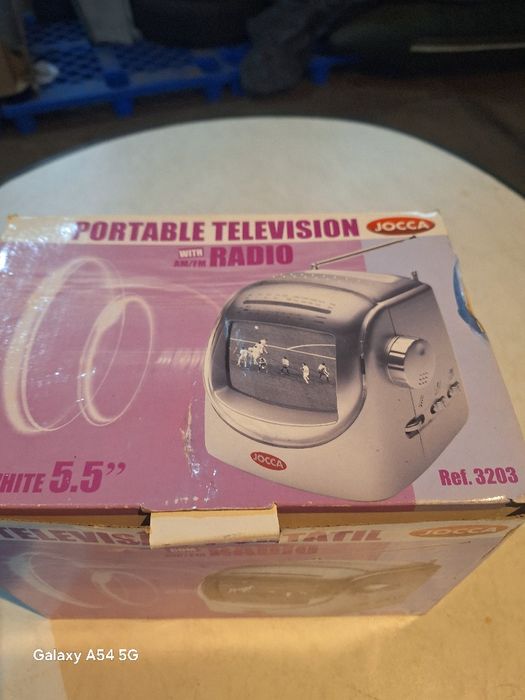 PORTABLE TELEVISION JOCCA
WITH
AM/FM RADIO
JOCCA
HITE 5.5”
Ref. 3203
TELEVIS TATIL JOCCA
RADIO
Galaxy A54 5G